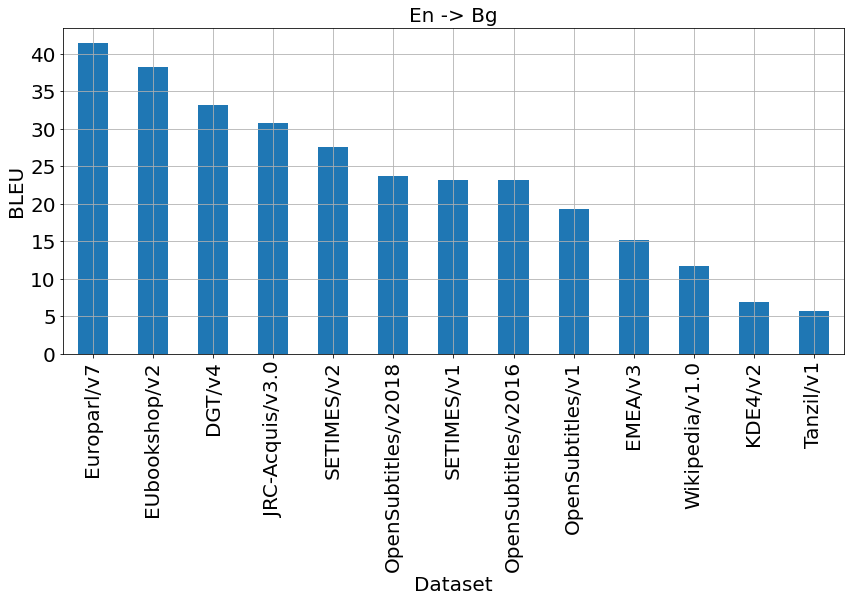 En -> Bg
BLEU
40
35
30
25
20
15
10
5
0
Europarl/v7
EUbookshop/v2
DGT/v4
JRC-Acquis/v3.0
SETIMES/v2
OpenSubtitles/v2018
SETIMES/v1
OpenSubtitles/v2016
OpenSubtitles/v1
EMEA/v3
Wikipedia/v1.0
KDE4/v2
Tanzil/v1
Dataset